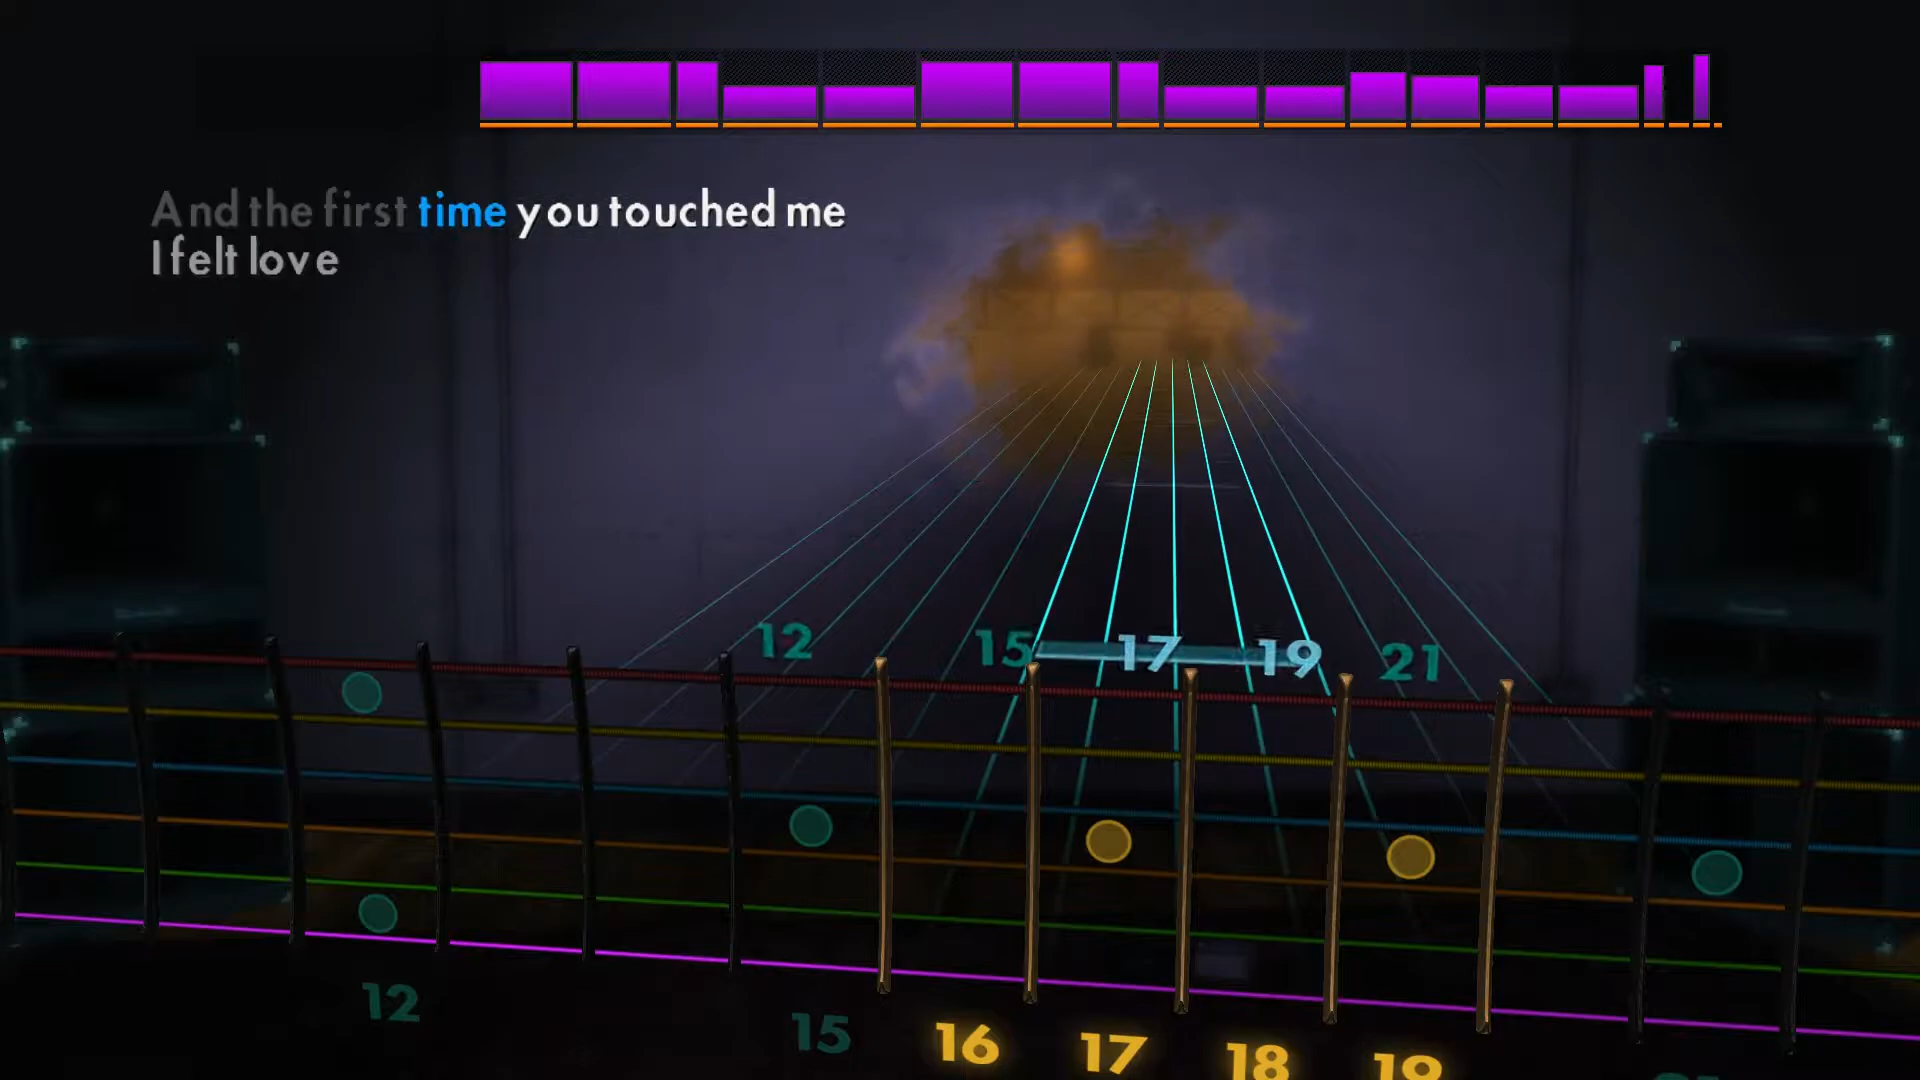 And the first time you touched me
I felt love
12 15 17 19 21
12 15 16 17 18 19